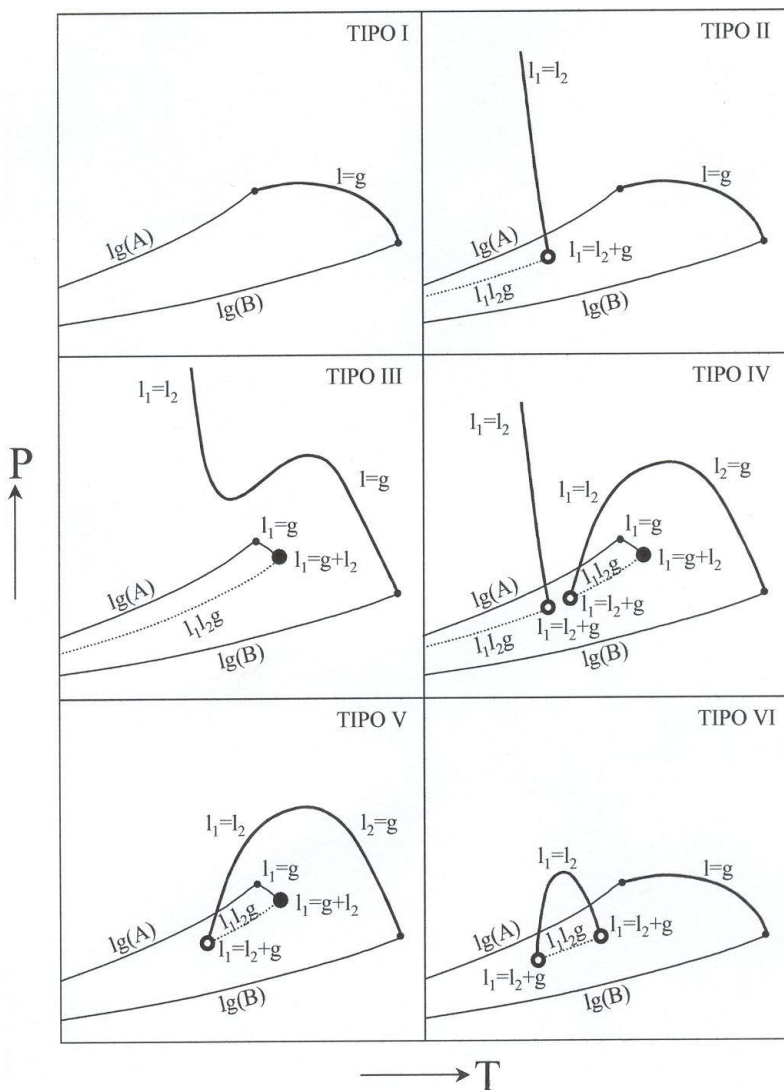 TIPO I
l=g
lg(A)
lg(B)
TIPO II
l₁=l₂
l=g
lg(A)
l₁=l₂+g
l₁l₂g
lg(B)
TIPO III
l₁=l₂
l=g
l₁=g
l₁=g+l₂
lg(A)
l₁l₂g
lg(B)
TIPO IV
l₁=l₂
l₁=l₂
l₂=g
l₁=g
l₁=g+l₂
lg(A)
l₁l₂g
l₁=l₂+g
l₁=l₂+g
l₁l₂g
lg(B)
P
TIPO V
l₁=l₂
l₂=g
l₁=g
l₁=g+l₂
l₁l₂g
lg(A)
l₁=l₂+g
lg(B)
TIPO VI
l₁=l₂
l=g
lg(A)
l₁l₂g
l₁=l₂+g
l₁=l₂+g
lg(B)
T